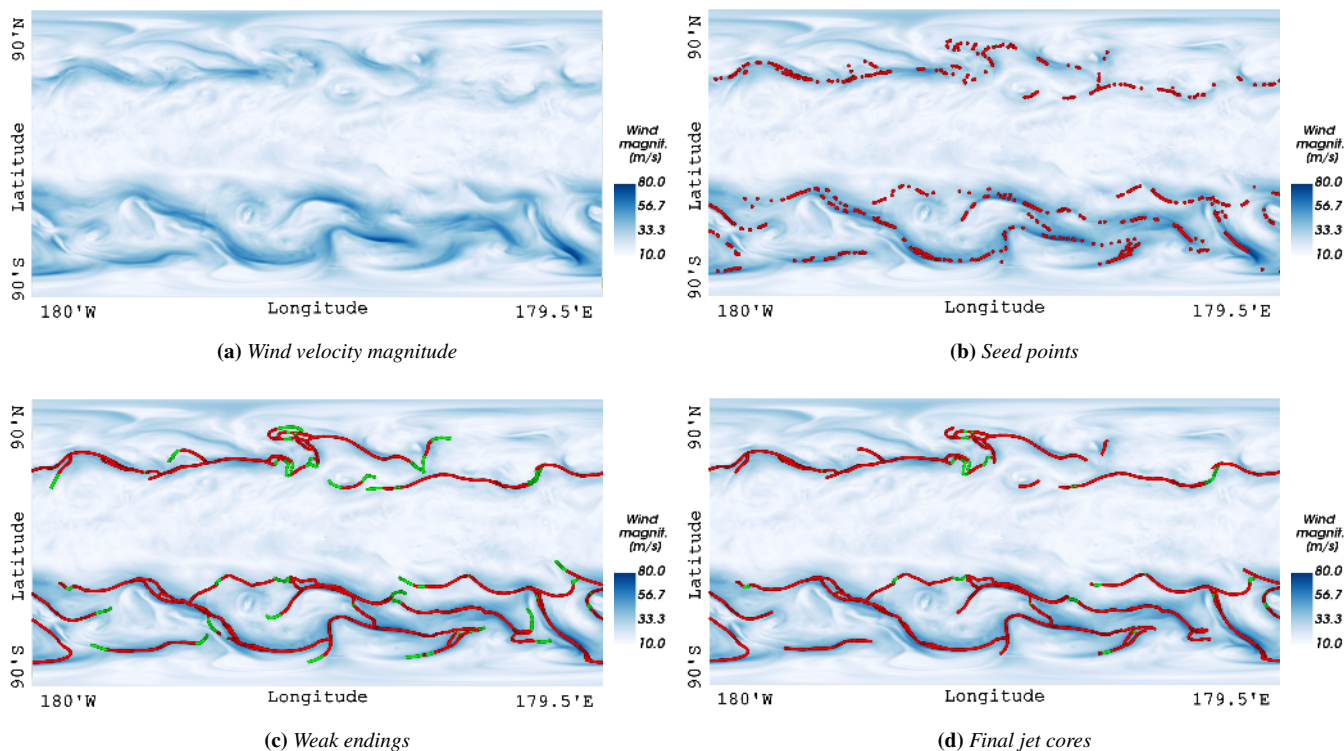 90'N
Latitude
90'S
180'W
Longitude
179.5'E
Wind
magnit.
(m/s)
80.0
56.7
33.3
10.0
(a) Wind velocity magnitude
90'N
Latitude
90'S
180'W
Longitude
179.5'E
Wind
magnit.
(m/s)
80.0
56.7
33.3
10.0
(b) Seed points
90'N
Latitude
90'S
180'W
Longitude
179.5'E
Wind
magnit.
(m/s)
80.0
56.7
33.3
10.0
(c) Weak endings
90'N
Latitude
90'S
180'W
Longitude
179.5'E
Wind
magnit.
(m/s)
80.0
56.7
33.3
10.0
(d) Final jet cores